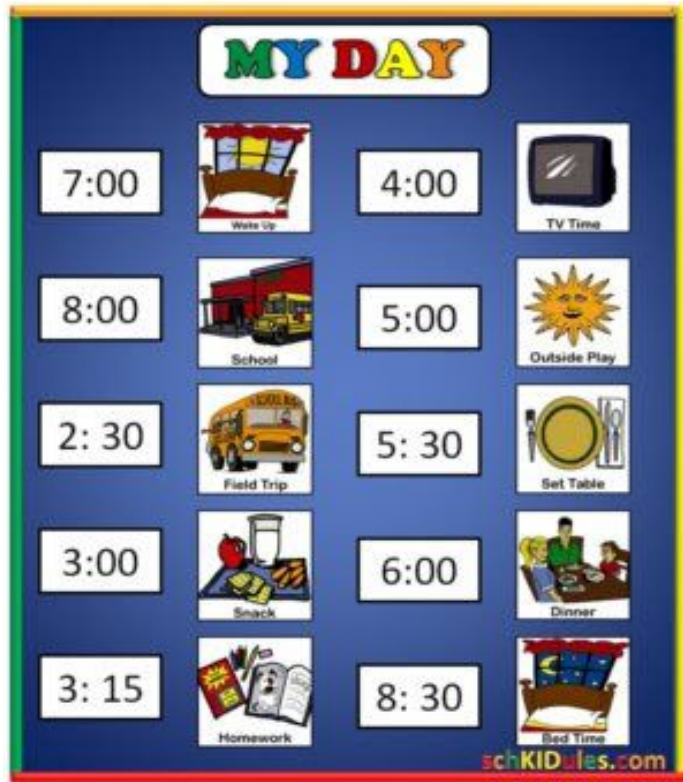 MY DAY
7:00
Wake Up
8:00
School
2: 30
Field Trip
3:00
Snack
3: 15
Homework
4:00
TV Time
5:00
Outside Play
5: 30
Set Table
6:00
Dinner
8: 30
Bed Time
schKIDules.com